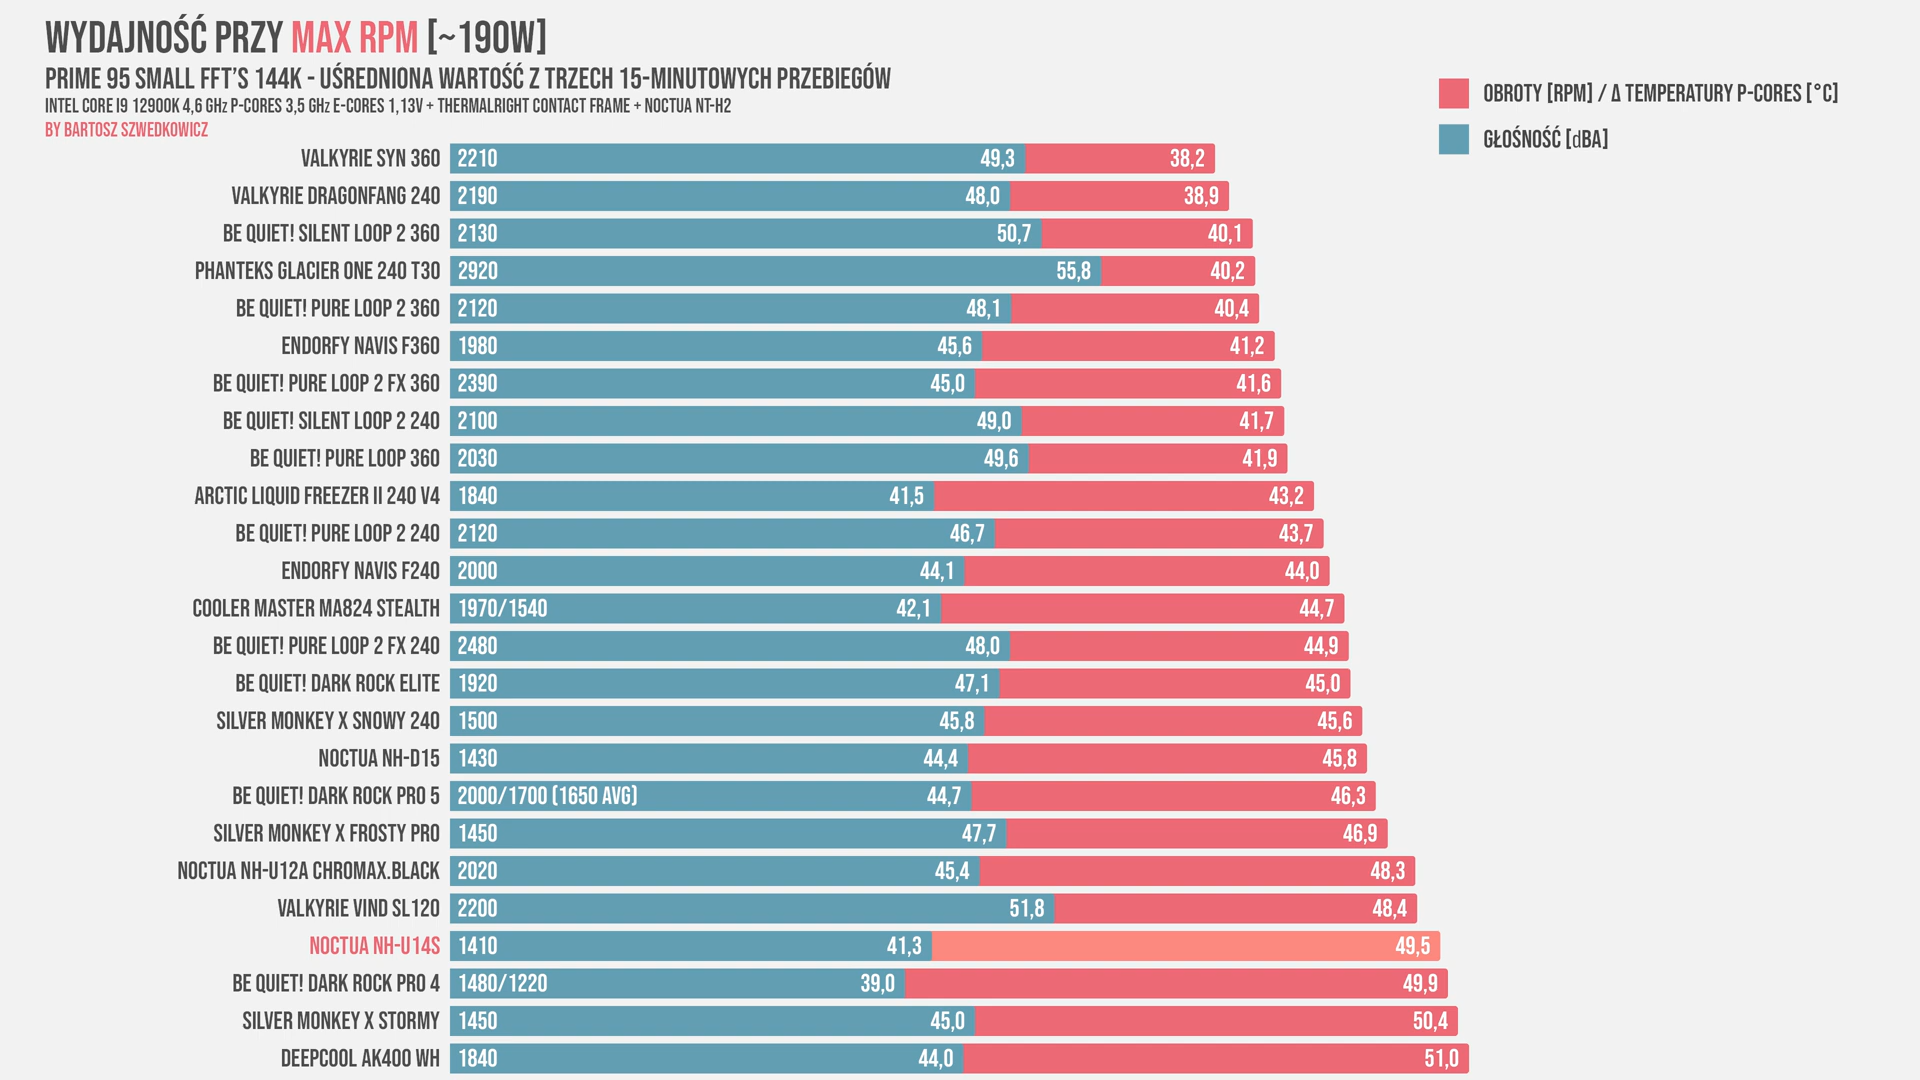 WYDAJNOŚĆ PRZY MAX RPM [~190W]
PRIME 95 SMALL FFT'S 144K - UŚREDNIONA WARTOŚĆ Z TRZECH 15-MINUTOWYCH PRZEBIEGÓW
INTEL CORE I9 12900K 4,6 GHz P-CORES 3,5 GHz E-CORES 1,13V + THERMALRIGHT CONTACT FRAME + NOCTUA NT-H2
BY BARTOSZ SZWEDKOWICZ
OBROTY [RPM] / Δ TEMPERATURY P-CORES [°C]
GŁOŚNOŚĆ [dBA]
VALKYRIE SYN 360 2210 49,3 38,2
VALKYRIE DRAGONFANG 240 2190 48,0 38,9
BE QUIET! SILENT LOOP 2 360 2130 50,7 40,1
PHANTEKS GLACIER ONE 240 T30 2920 55,8 40,2
BE QUIET! PURE LOOP 2 360 2120 48,1 40,4
ENDORFY NAVIS F360 1980 45,6 41,2
BE QUIET! PURE LOOP 2 FX 360 2390 45,0 41,6
BE QUIET! SILENT LOOP 2 240 2100 49,0 41,7
BE QUIET! PURE LOOP 360 2030 49,6 41,9
ARCTIC LIQUID FREEZER II 240 V4 1840 41,5 43,2
BE QUIET! PURE LOOP 2 240 2120 46,7 43,7
ENDORFY NAVIS F240 2000 44,1 44,0
COOLER MASTER MA824 STEALTH 1970/1540 42,1 44,7
BE QUIET! PURE LOOP 2 FX 240 2480 48,0 44,9
BE QUIET! DARK ROCK ELITE 1920 47,1 45,0
SILVER MONKEY X SNOWY 240 1500 45,8 45,6
NOCTUA NH-D15 1430 44,4 45,8
BE QUIET! DARK ROCK PRO 5 2000/1700 (1650 AVG) 44,7 46,3
SILVER MONKEY X FROSTY PRO 1450 47,7 46,9
NOCTUA NH-U12A CHROMAX.BLACK 2020 45,4 48,3
VALKYRIE VIND SL120 2200 51,8 48,4
NOCTUA NH-U14S 1410 41,3 49,5
BE QUIET! DARK ROCK PRO 4 1480/1220 39,0 49,9
SILVER MONKEY X STORMY 1450 45,0 50,4
DEEPCOOL AK400 WH 1840 44,0 51,0